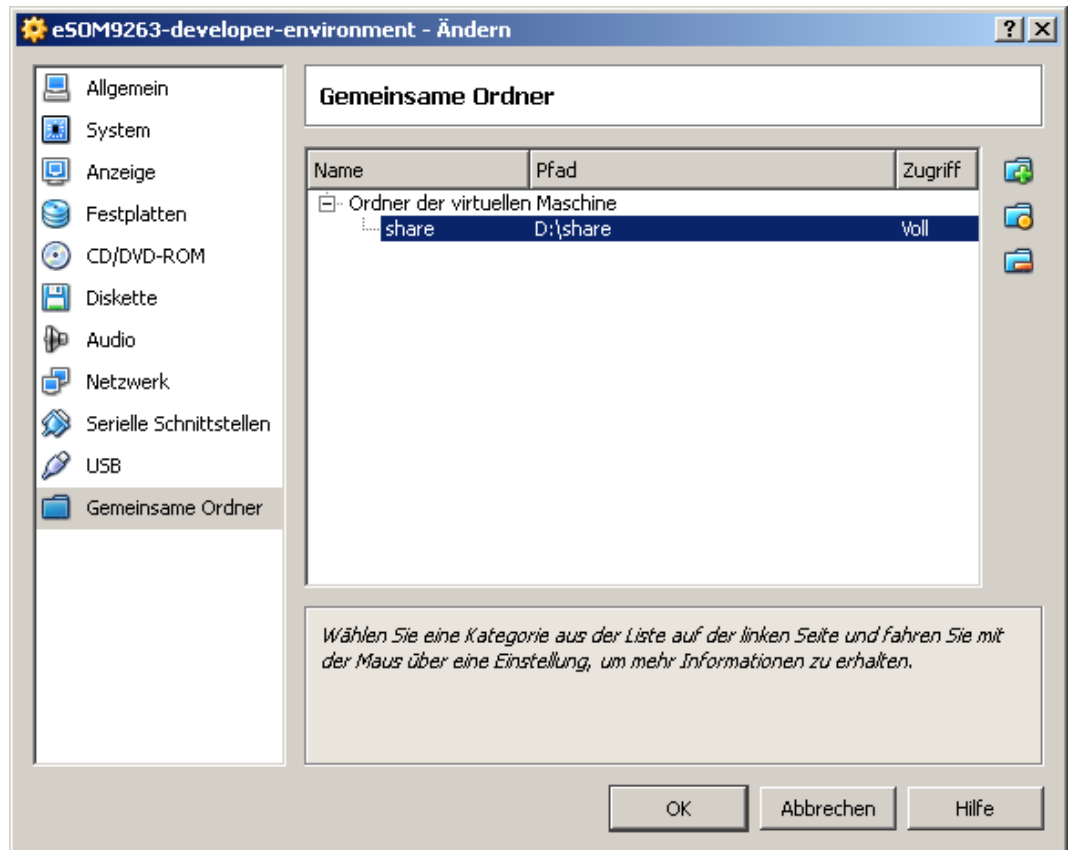 eSOM9263-developer-environment - Ändern
Allgemein
System
Anzeige
Festplatten
CD/DVD-ROM
Diskette
Audio
Netzwerk
Serielle Schnittstellen
USB
Gemeinsame Ordner
Gemeinsame Ordner
Name Pfad Zugriff
Ordner der virtuellen Maschine
share D:\share Voll
Wählen Sie eine Kategorie aus der Liste auf der linken Seite und fahren Sie mit
der Maus über eine Einstellung, um mehr Informationen zu erhalten.
OK Abbrechen Hilfe